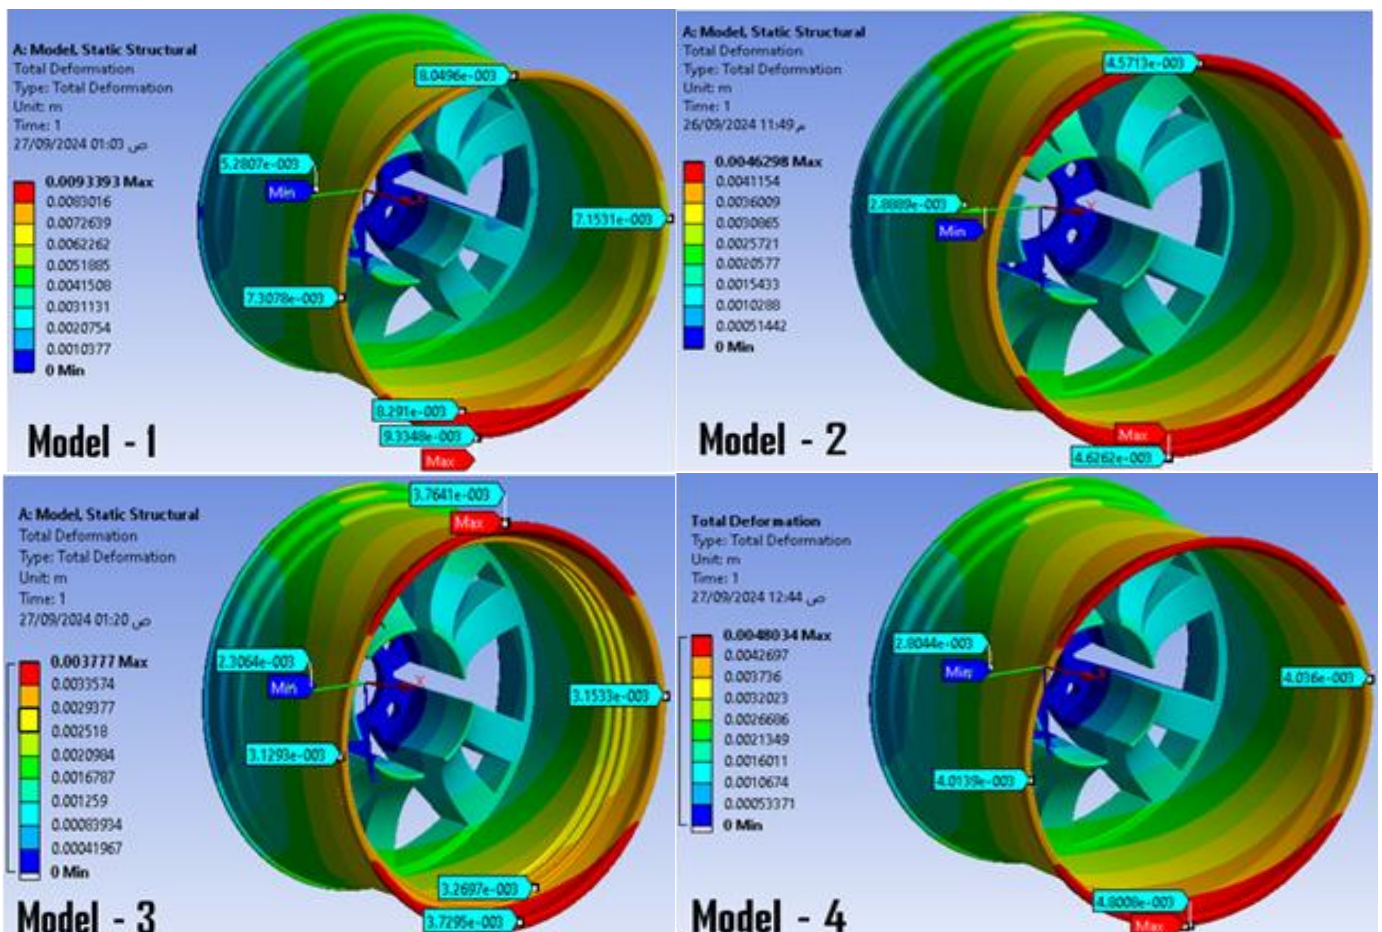 A: Model, Static Structural
Total Deformation
Type: Total Deformation
Unit: m
Time: 1
27/09/2024 01:03 ص
0.0093393 Max
0.0083016
0.0072639
0.0062262
0.0051885
0.0041508
0.0031131
0.0020754
0.0010377
0 Min
8.0496e-003
5.2807e-003
Min
7.1531e-003
7.3078e-003
8.291e-003
9.3348e-003
Max
Model - 1
A: Model, Static Structural
Total Deformation
Type: Total Deformation
Unit: m
Time: 1
26/09/2024 11:49 م
0.0046298 Max
0.0041154
0.0036009
0.0030865
0.0025721
0.0020577
0.0015433
0.0010288
0.00051442
0 Min
4.5713e-003
2.8889e-003
Min
X
Max
4.6262e-003
Model - 2
A: Model, Static Structural
Total Deformation
Type: Total Deformation
Unit: m
Time: 1
27/09/2024 01:20 ص
0.003777 Max
0.0033574
0.0029377
0.002518
0.0020984
0.0016787
0.001259
0.00083934
0.00041967
0 Min
3.7641e-003
Max
2.3064e-003
Min
X
3.1533e-003
3.1293e-003
3.2697e-003
3.7295e-003
Model - 3
Total Deformation
Type: Total Deformation
Unit: m
Time: 1
27/09/2024 12:44 ص
0.0048034 Max
0.0042697
0.003736
0.0032023
0.0026686
0.0021349
0.0016011
0.0010674
0.00053371
0 Min
2.8044e-003
Min
4.036e-003
4.0139e-003
4.8008e-003
Max
Model - 4